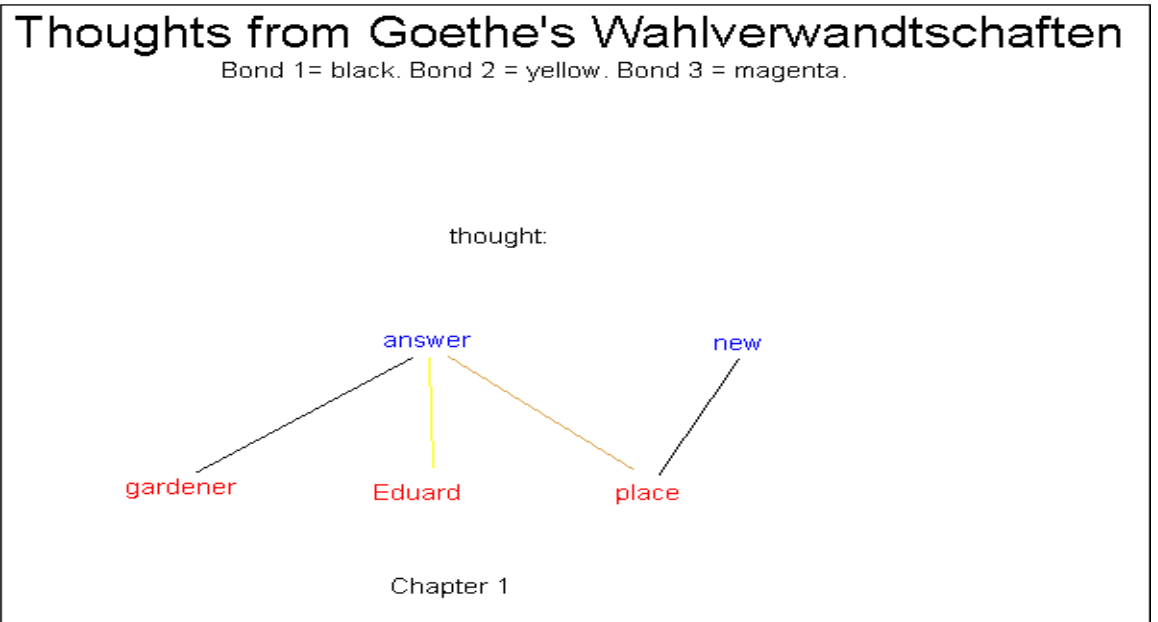 Thoughts from Goethe's Wahlverwandtschaften
Bond 1= black. Bond 2 = yellow. Bond 3 = magenta.
thought:
answer new
gardener Eduard place
Chapter 1